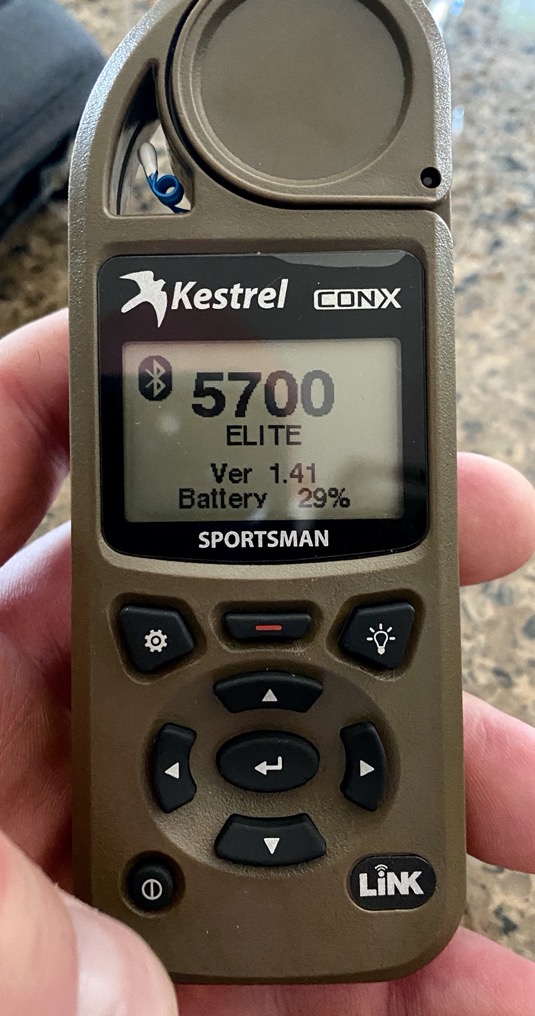 Kestrel CONX
5700
ELITE
Ver 1.41
Battery 29%
SPORTSMAN
LiNK